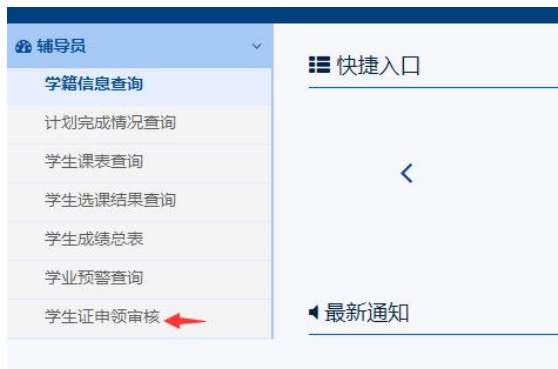 辅导员
学籍信息查询
计划完成情况查询
学生课表查询
学生选课结果查询
学生成绩总表
学业预警查询
学生证申领审核
快捷入口
最新通知